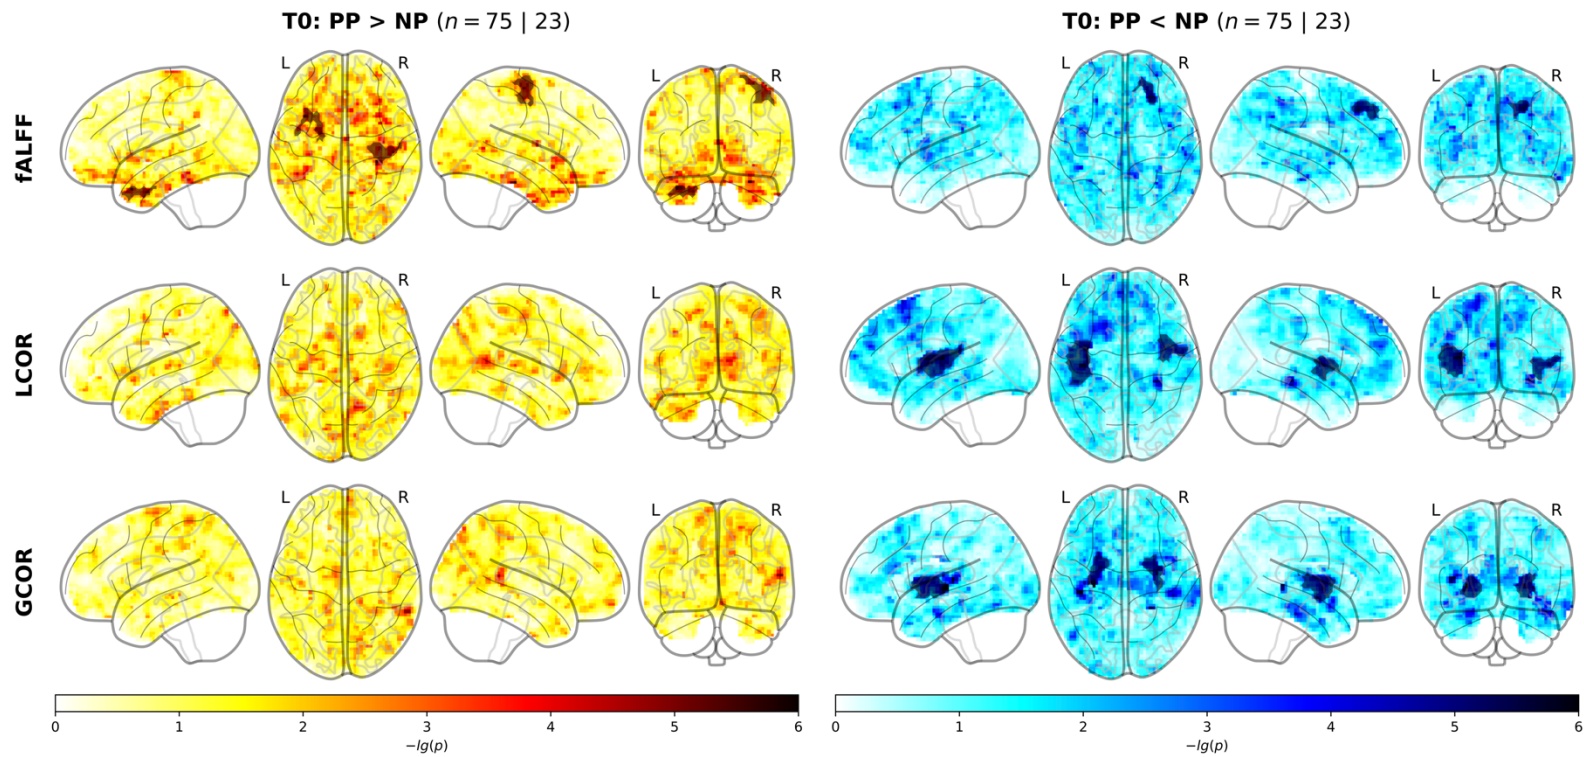 T0: PP > NP (n = 75 | 23)
T0: PP < NP (n = 75 | 23)
fALFF
L R L R
L R L R
LCOR
L R L R
L R L R
GCOR
L R L R
L R L R
0 1 2 3 4 5 6
−lg(p)
0 1 2 3 4 5 6
−lg(p)